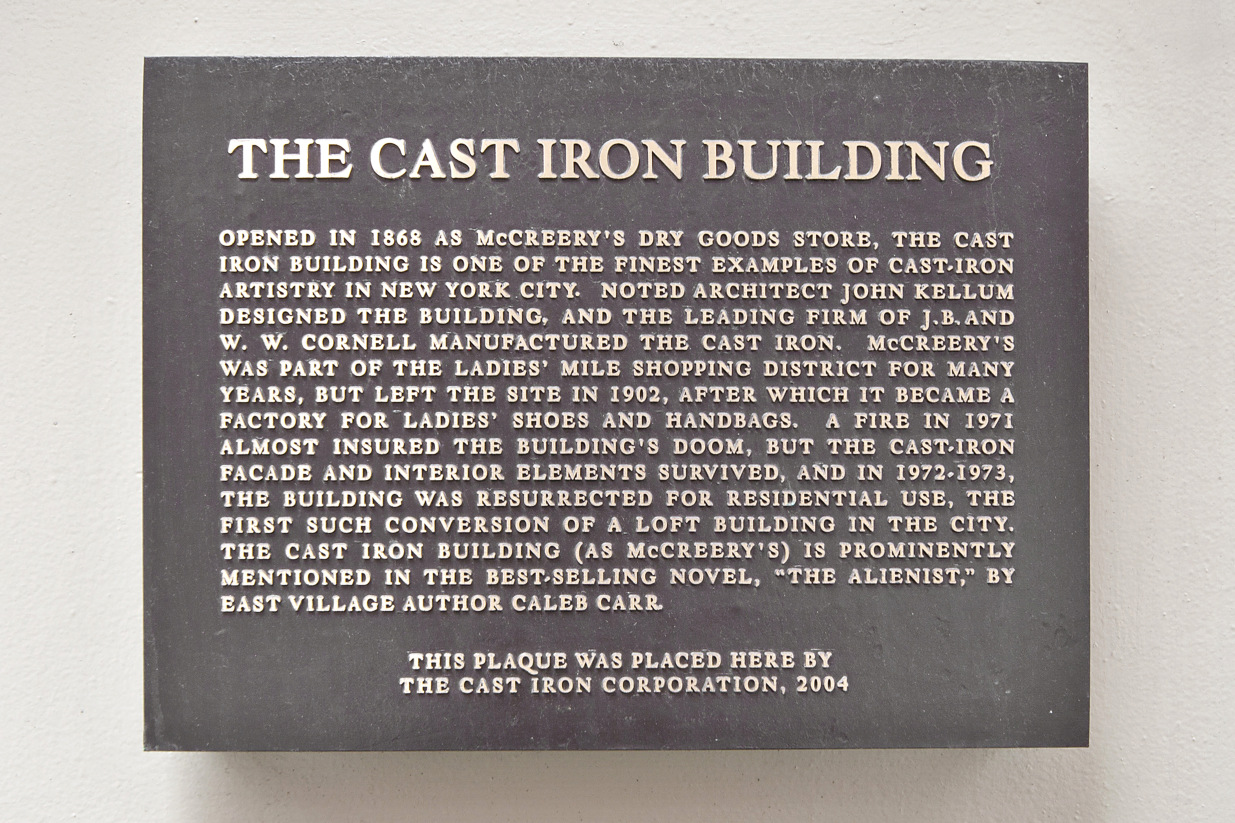 THE CAST IRON BUILDING
OPENED IN 1868 AS McCREERY'S DRY GOODS STORE, THE CAST
IRON BUILDING IS ONE OF THE FINEST EXAMPLES OF CAST-IRON
ARTISTRY IN NEW YORK CITY.  NOTED ARCHITECT JOHN KELLUM
DESIGNED THE BUILDING, AND THE LEADING FIRM OF J.B. AND
W. W. CORNELL MANUFACTURED THE CAST IRON.  McCREERY'S
WAS PART OF THE LADIES' MILE SHOPPING DISTRICT FOR MANY
YEARS, BUT LEFT THE SITE IN 1902, AFTER WHICH IT BECAME A
FACTORY FOR LADIES' SHOES AND HANDBAGS.  A FIRE IN 1971
ALMOST INSURED THE BUILDING'S DOOM, BUT THE CAST-IRON
FACADE AND INTERIOR ELEMENTS SURVIVED, AND IN 1972-1973,
THE BUILDING WAS RESURRECTED FOR RESIDENTIAL USE, THE
FIRST SUCH CONVERSION OF A LOFT BUILDING IN THE CITY.
THE CAST IRON BUILDING (AS McCREERY'S) IS PROMINENTLY
MENTIONED IN THE BEST-SELLING NOVEL, “THE ALIENIST,” BY
EAST VILLAGE AUTHOR CALEB CARR.
THIS PLAQUE WAS PLACED HERE BY
THE CAST IRON CORPORATION, 2004